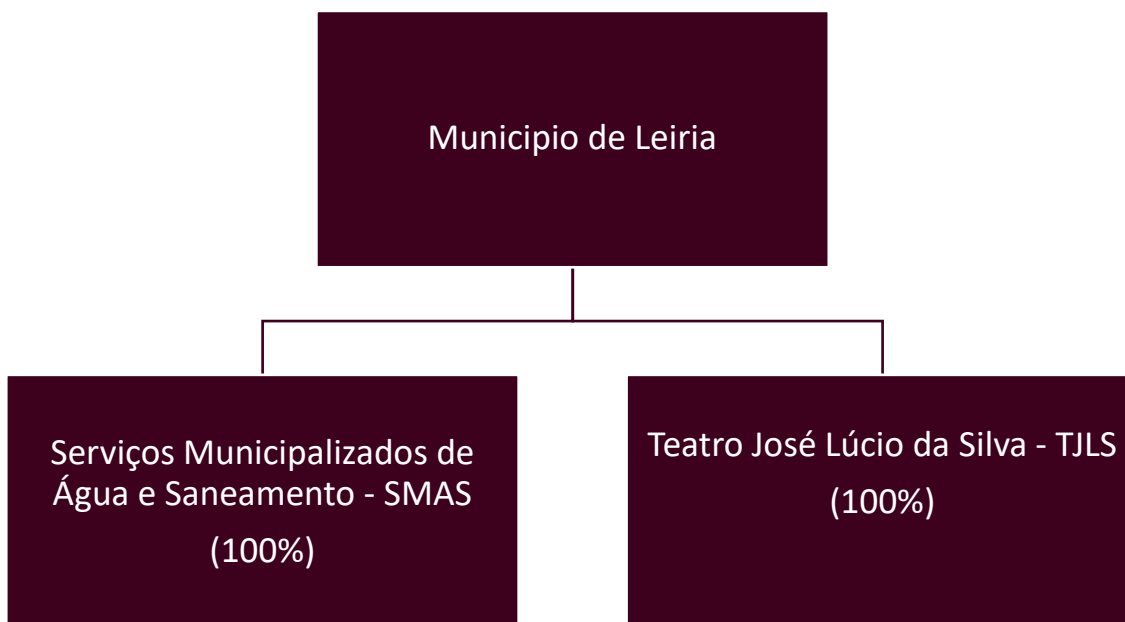 Municipio de Leiria
Serviços Municipalizados de
Água e Saneamento - SMAS
(100%)
Teatro José Lúcio da Silva - TJLS
(100%)